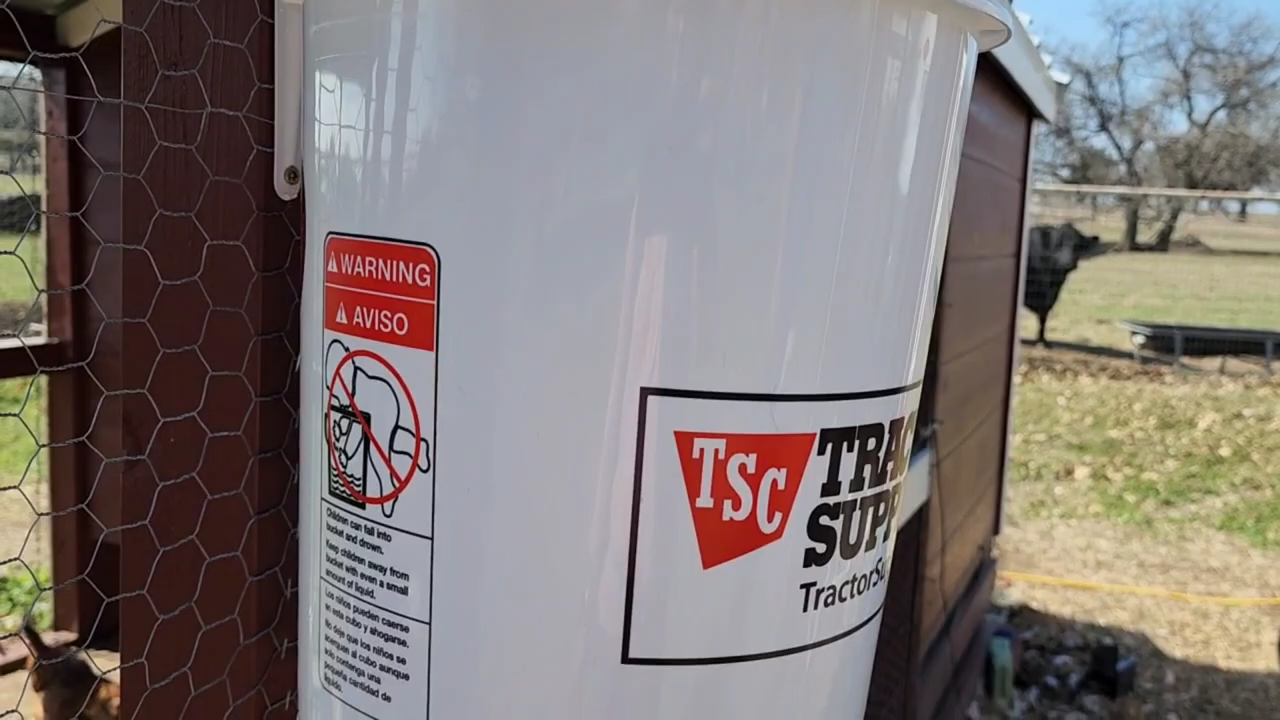 WARNING
AVISO
Children can fall into
bucket and drown.
Keep children away from
bucket with even a small
amount of liquid.
Los niños pueden caerse
en este cubo y ahogarse.
No deje que los niños se
acerquen al cubo aunque
solo contenga una
pequeña cantidad de
líquido.
TSC
TRAC
SUPP
TractorSu